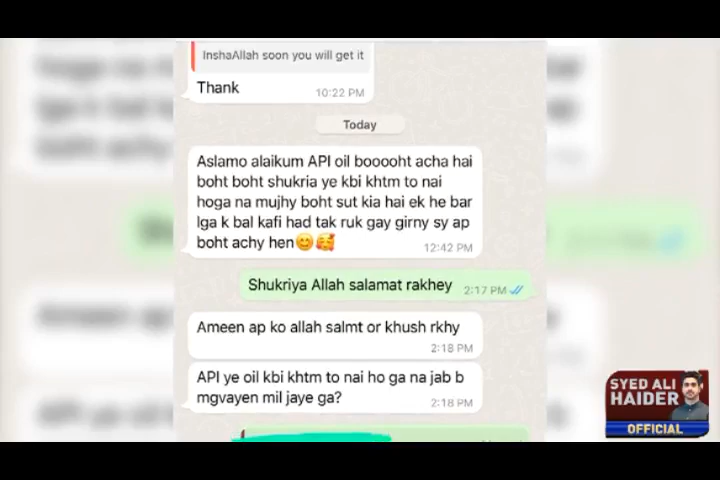 InshaAllah soon you will get it
Thank
10:22 PM
Today
Aslamo alaikum API oil boooooht acha hai
boht boht shukria ye kbi khtm to nai
hoga na mujhy boht sut kia hai ek he bar
lga k bal kafi had tak ruk gay girny sy ap
boht achy hen😊🥰
12:42 PM
Shukriya Allah salamat rakhey
2:17 PM
Ameen ap ko allah salmt or khush rkhy
2:18 PM
API ye oil kbi khtm to nai ho ga na jab b
mgvayen mil jaye ga?
2:18 PM
SYED ALI
HAIDER
OFFICIAL